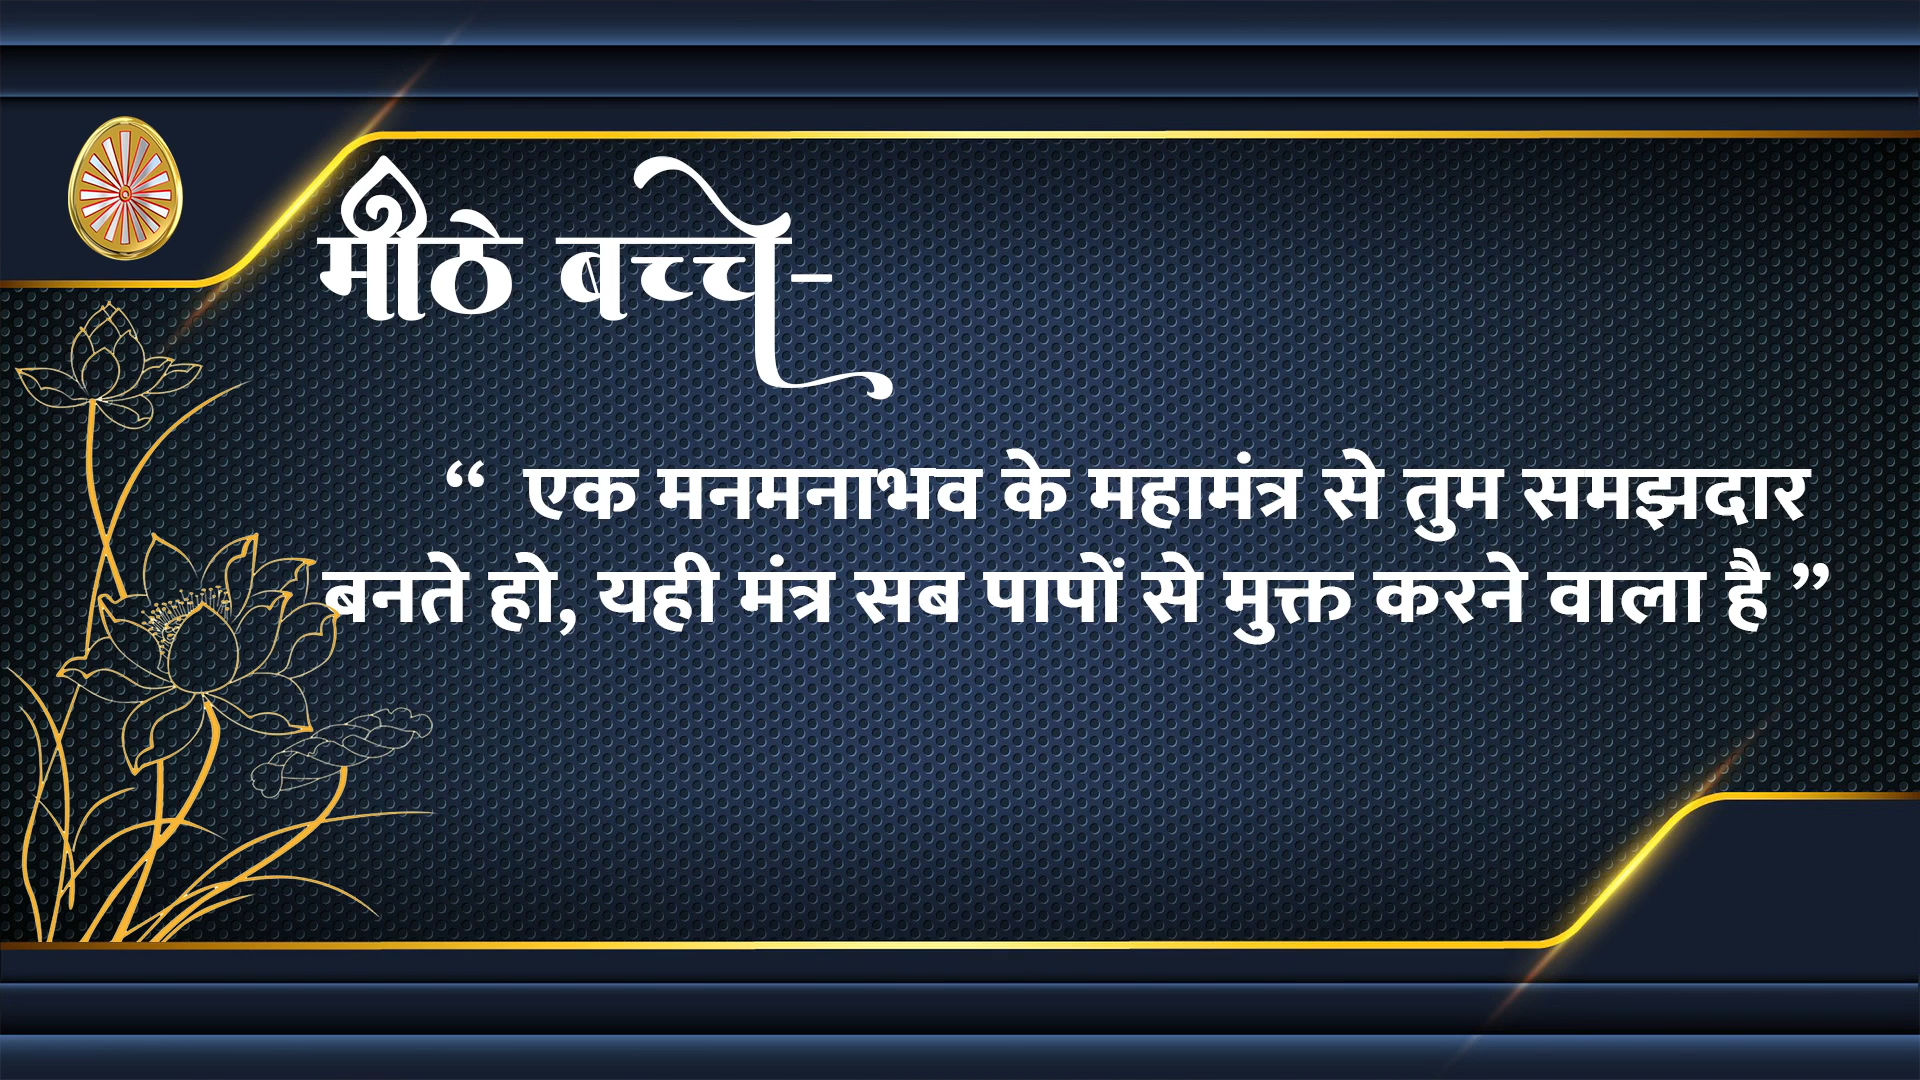 मीठे बच्चे-
“ एक मनमनाभव के महामंत्र से तुम समझदार
बनते हो, यही मंत्र सब पापों से मुक्त करने वाला है ”